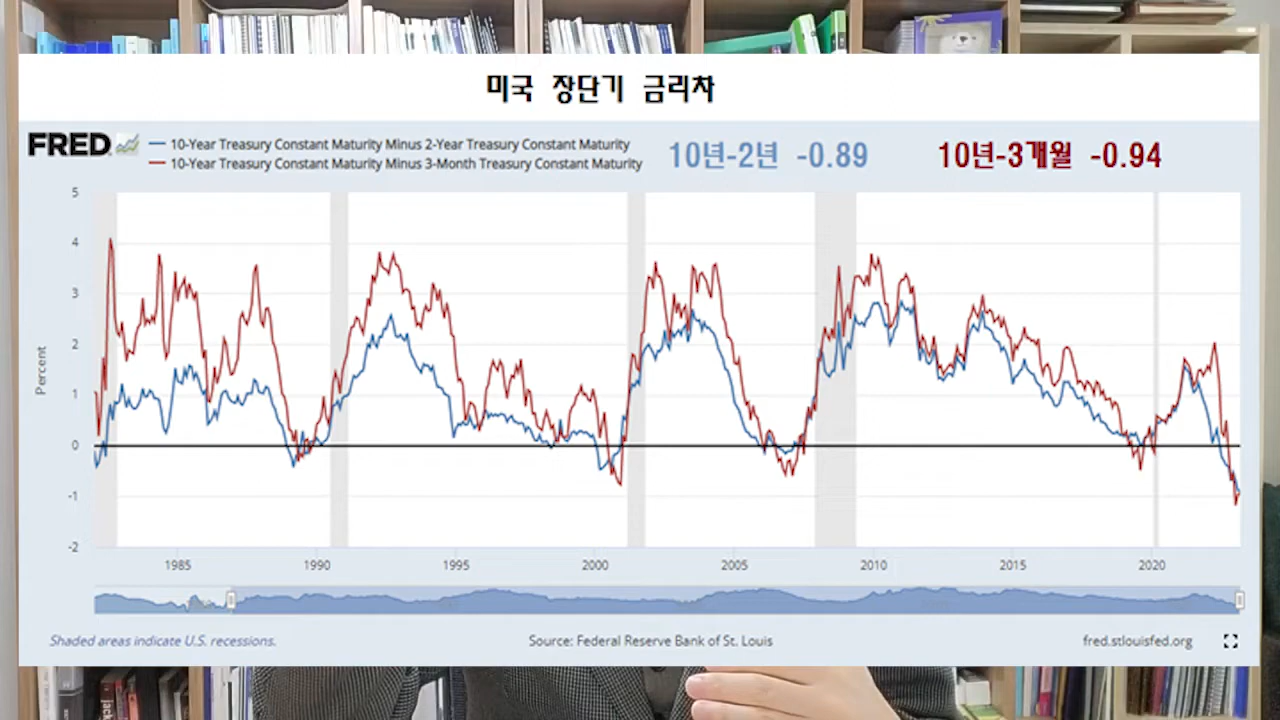 미국 장단기 금리차
FRED
10-Year Treasury Constant Maturity Minus 2-Year Treasury Constant Maturity
10-Year Treasury Constant Maturity Minus 3-Month Treasury Constant Maturity
10년-2년 -0.89
10년-3개월 -0.94
Percent
5
4
3
2
1
0
-1
-2
1985 1990 1995 2000 2005 2010 2015 2020
Shaded areas indicate U.S. recessions.
Source: Federal Reserve Bank of St. Louis
fred.stlouisfed.org